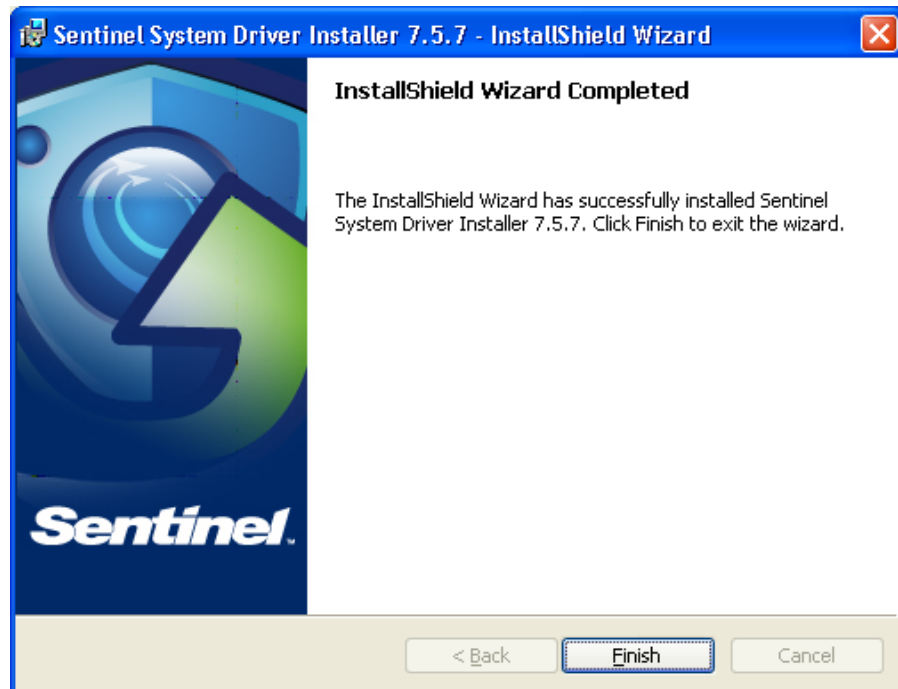 Sentinel System Driver Installer 7.5.7 - InstallShield Wizard
InstallShield Wizard Completed
The InstallShield Wizard has successfully installed Sentinel
System Driver Installer 7.5.7. Click Finish to exit the wizard.
Sentinel.
< Back
Finish
Cancel